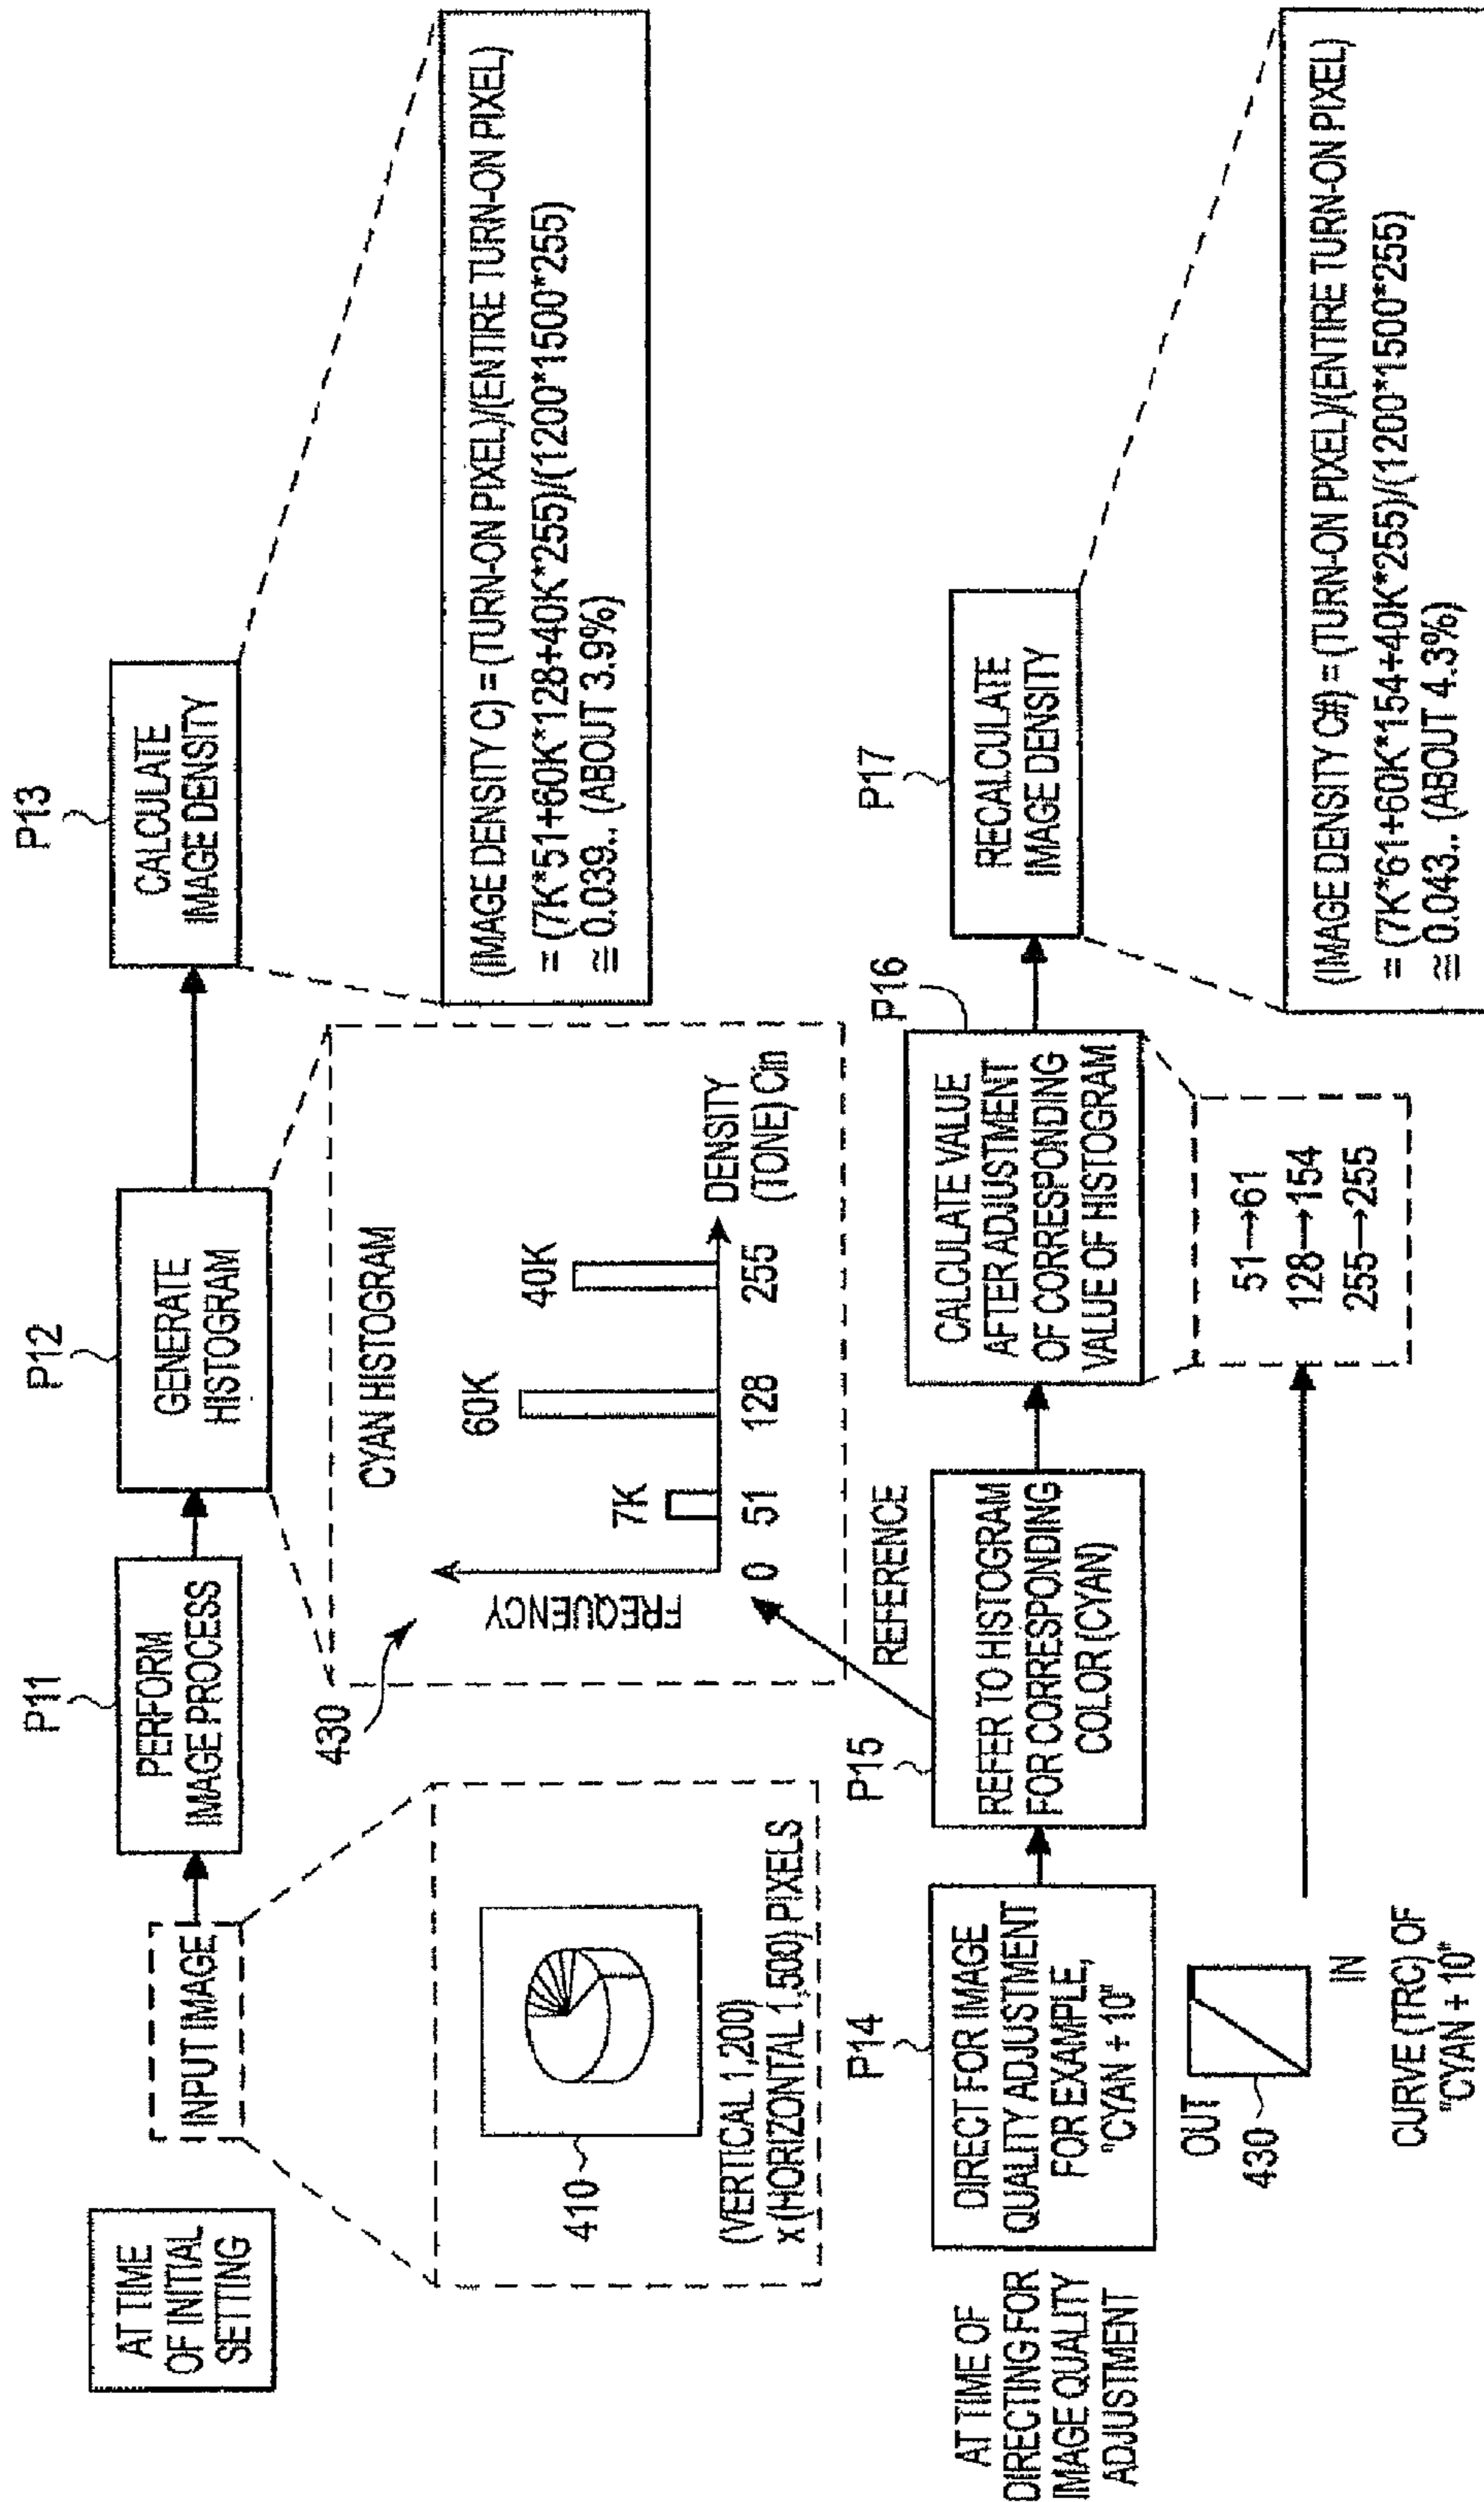 AT TIME
OF INITIAL
SETTING
INPUT IMAGE
P11
PERFORM
IMAGE PROCESS
P12
GENERATE
HISTOGRAM
P13
CALCULATE
IMAGE DENSITY
410
(VERTICAL 1,200)
x (HORIZONTAL 1,500) PIXELS
430
CYAN HISTOGRAM
FREQUENCY
7K
60K
40K
0
51
128
255
DENSITY
(TONE) Cin
(IMAGE DENSITY C) = (TURN-ON PIXEL)/(ENTIRE TURN-ON PIXEL)
= (7K*51+60K*128+40K*255)/(1200*1500*255)
≅ 0.039.. (ABOUT 3.9%)
AT TIME OF
DIRECTING FOR
IMAGE QUALITY
ADJUSTMENT
P14
DIRECT FOR IMAGE
QUALITY ADJUSTMENT
FOR EXAMPLE,
"CYAN + 10"
P15
REFERENCE
REFER TO HISTOGRAM
FOR CORRESPONDING
COLOR (CYAN)
P16
CALCULATE VALUE
AFTER ADJUSTMENT
OF CORRESPONDING
VALUE OF HISTOGRAM
P17
RECALCULATE
IMAGE DENSITY
OUT
430
IN
CURVE (TRC) OF
"CYAN + 10"
51→61
128→154
255→255
(IMAGE DENSITY C#) = (TURN-ON PIXEL)/(ENTIRE TURN-ON PIXEL)
= (7K*61+60K*154+40K*255)/(1200*1500*255)
≅ 0.043.. (ABOUT 4.3%)